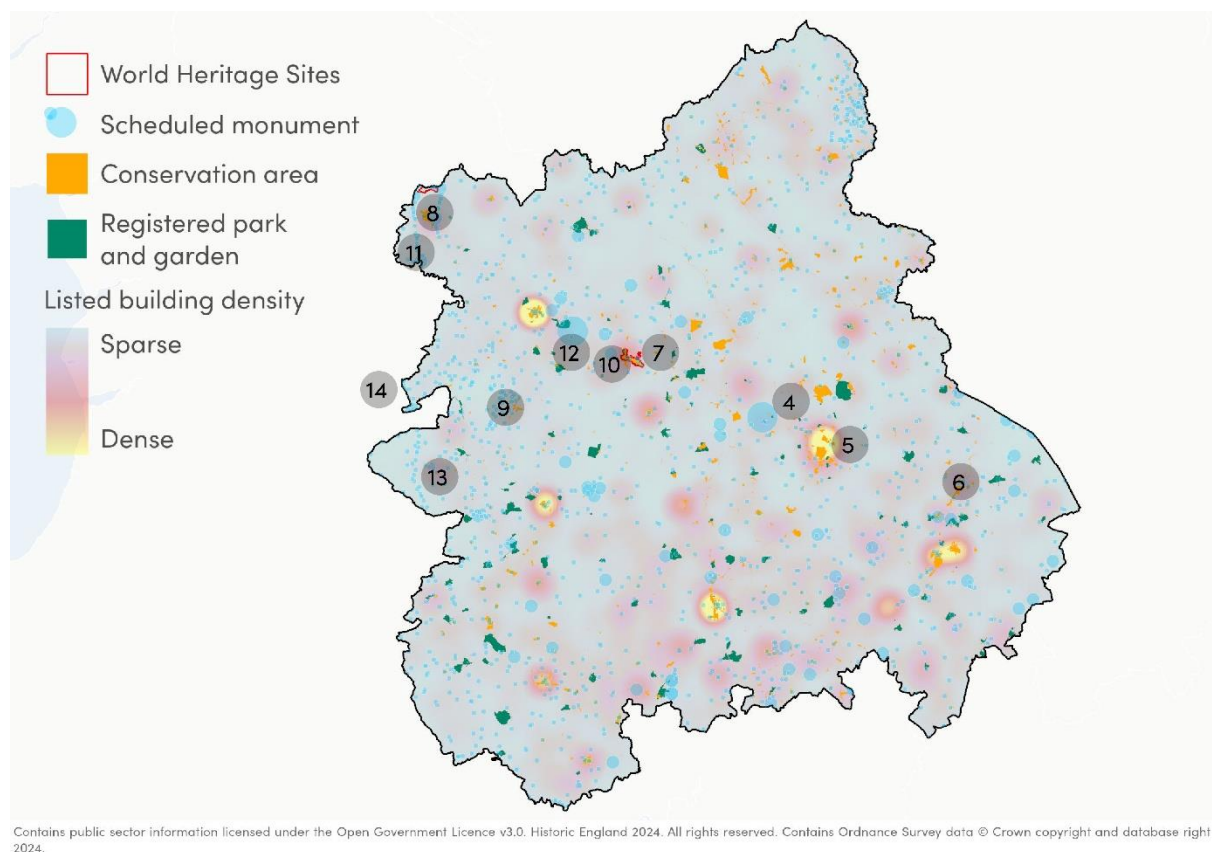 World Heritage Sites
Scheduled monument
Conservation area
Registered park
and garden
Listed building density
Sparse
Dense
8
11
12
10
7
14
9
4
5
13
6
Contains public sector information licensed under the Open Government Licence v3.0. Historic England 2024. All rights reserved. Contains Ordnance Survey data © Crown copyright and database right
2024.